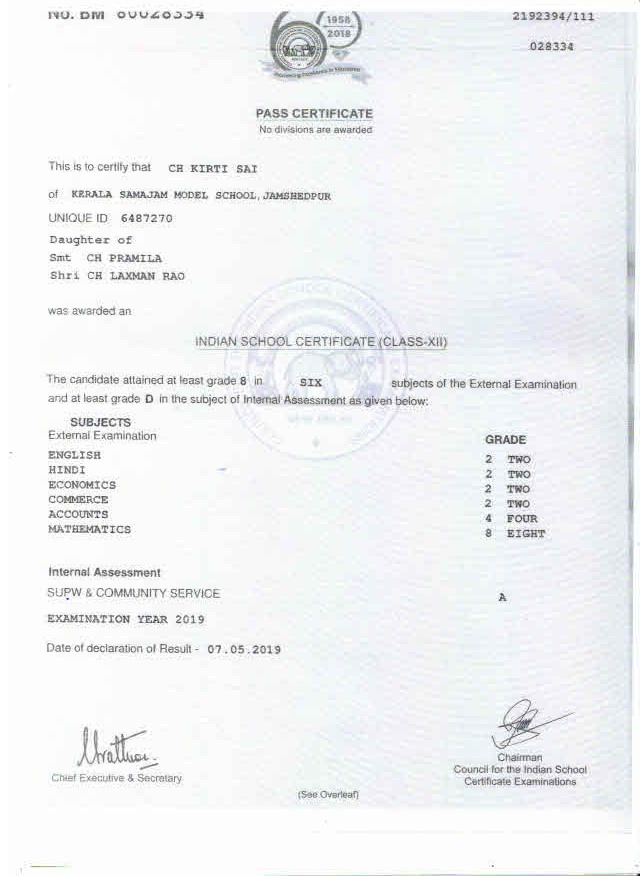 NO. BM 80028334
2192394/111
1958
2018
028334
PASS CERTIFICATE
No divisions are awarded
This is to certify that CH KIRTI SAI
of KERALA SAMAJAM MODEL SCHOOL, JAMSHEDPUR
UNIQUE ID 6487270
Daughter of
Smt CH PRAMILA
Shri CH LAXMAN RAO
was awarded an
INDIAN SCHOOL CERTIFICATE (CLASS-XII)
The candidate attained at least grade 8 in SIX subjects of the External Examination
and at least grade D in the subject of Internal Assessment as given below:
SUBJECTS
External Examination GRADE
ENGLISH 2 TWO
HINDI 2 TWO
ECONOMICS 2 TWO
COMMERCE 2 TWO
ACCOUNTS 4 FOUR
MATHEMATICS 8 EIGHT
Internal Assessment
SUPW & COMMUNITY SERVICE A
EXAMINATION YEAR 2019
Date of declaration of Result - 07.05.2019
Chief Executive & Secretary
Chairman
Council for the Indian School
Certificate Examinations
(See Overleaf)